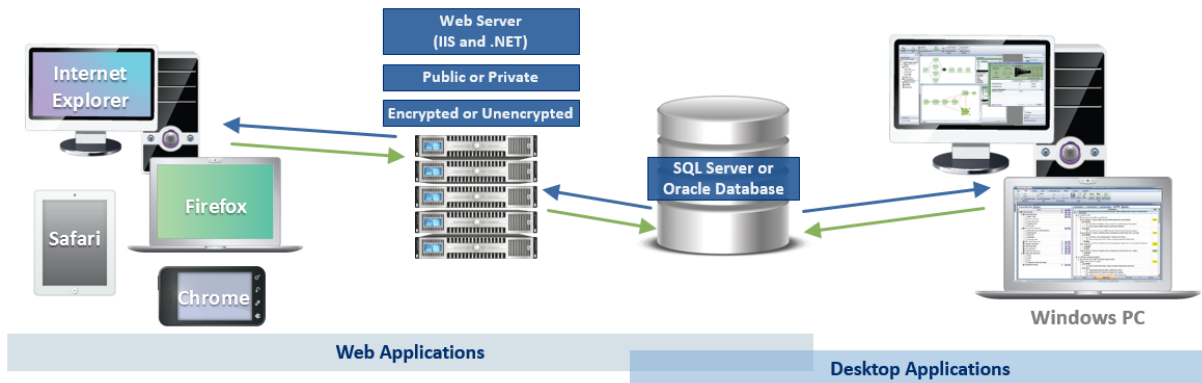 Web Server
(IIS and .NET)
Public or Private
Encrypted or Unencrypted
Internet
Explorer
Firefox
Safari
Chrome
SQL Server or
Oracle Database
Windows PC
Web Applications
Desktop Applications